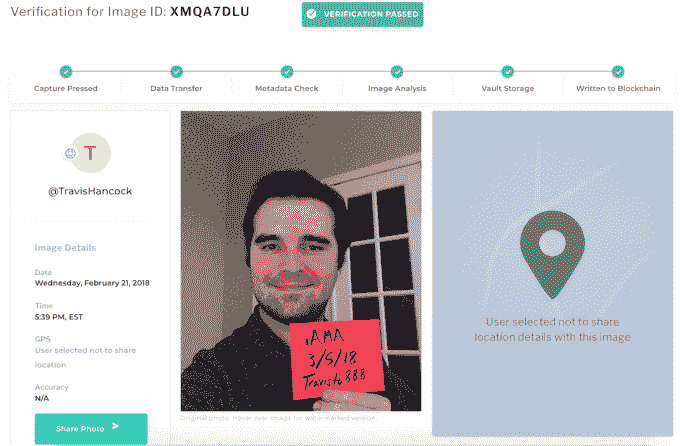 Verification for Image ID: XMQA7DLU
VERIFICATION PASSED
Capture Pressed
Data Transfer
Metadata Check
Image Analysis
Vault Storage
Written to Blockchain
T
@TravisHancock
Image Details
Date
Wednesday, February 21, 2018
Time
5:39 PM, EST
GPS
User selected not to share
location
Accuracy
N/A
Share Photo
iAMA
3/5/18
Travisto888
Original photo. Hover over image for watermarked version.
User selected not to share
location details with this image